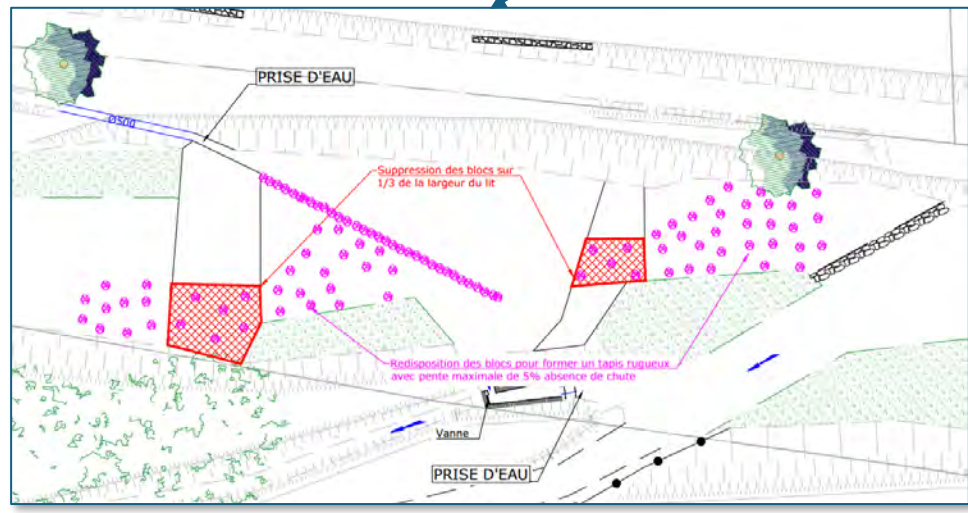 PRISE D'EAU
Ø500
Suppression des blocs sur
1/3 de la largeur du lit
Redisposition des blocs pour former un tapis rugueux
avec pente maximale de 5% absence de chute
Vanne
PRISE D'EAU